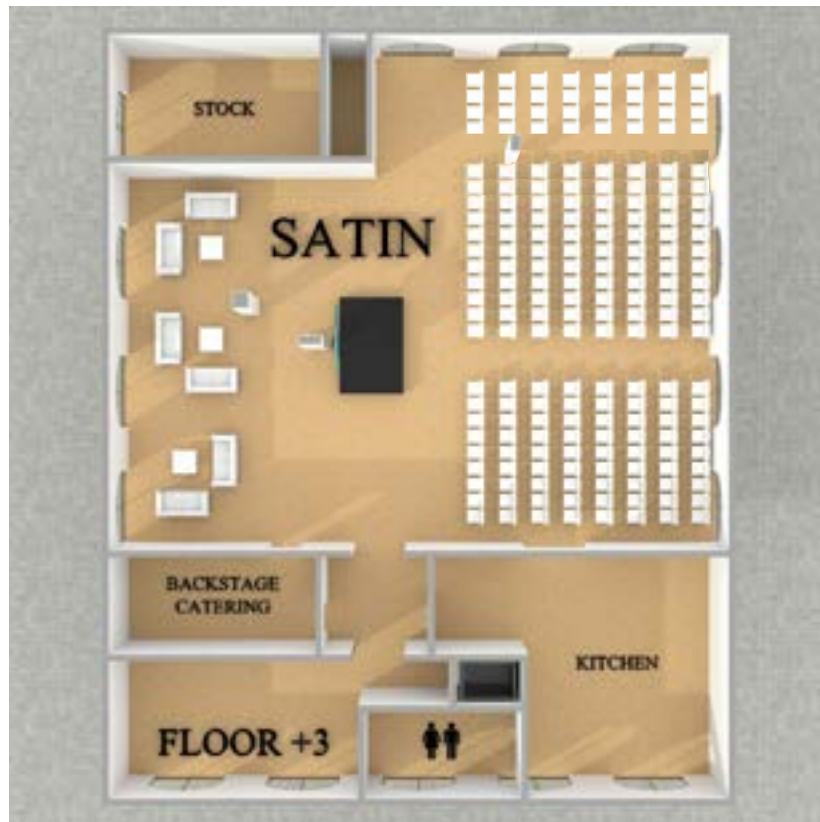 STOCK
SATIN
BACKSTAGE
CATERING
KITCHEN
FLOOR +3